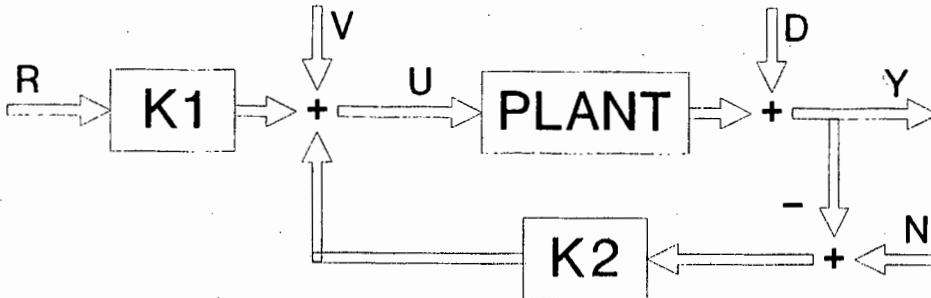 V
D
R
K1
+
U
PLANT
+
Y
−
K2
+
N